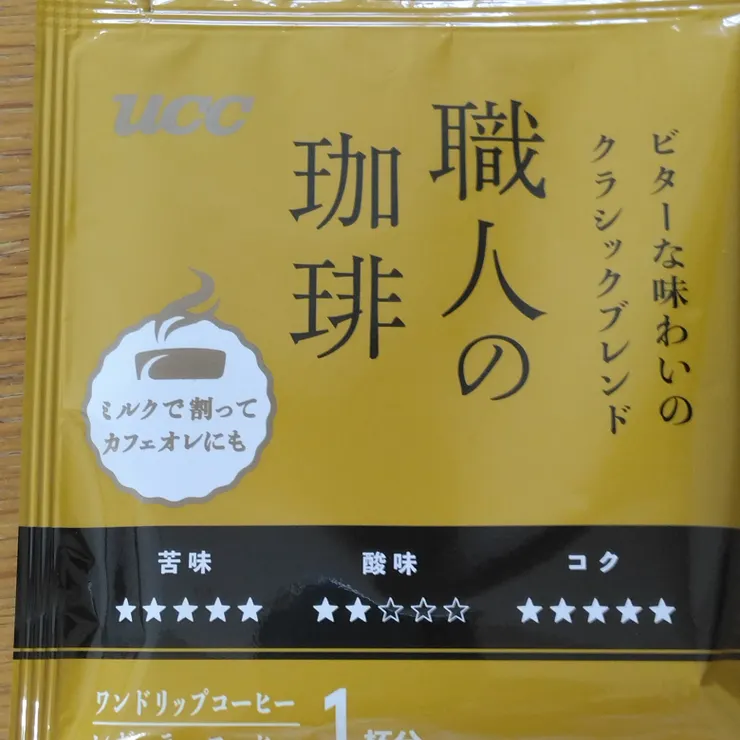 ucc
ビターな味わいの
クラシックブレンド
職人の
珈琲
ミルクで割って
カフェオレにも
苦味 酸味 コク
★★★★★ ★★☆☆☆ ★★★★★
ワンドリップコーヒー
1杯分